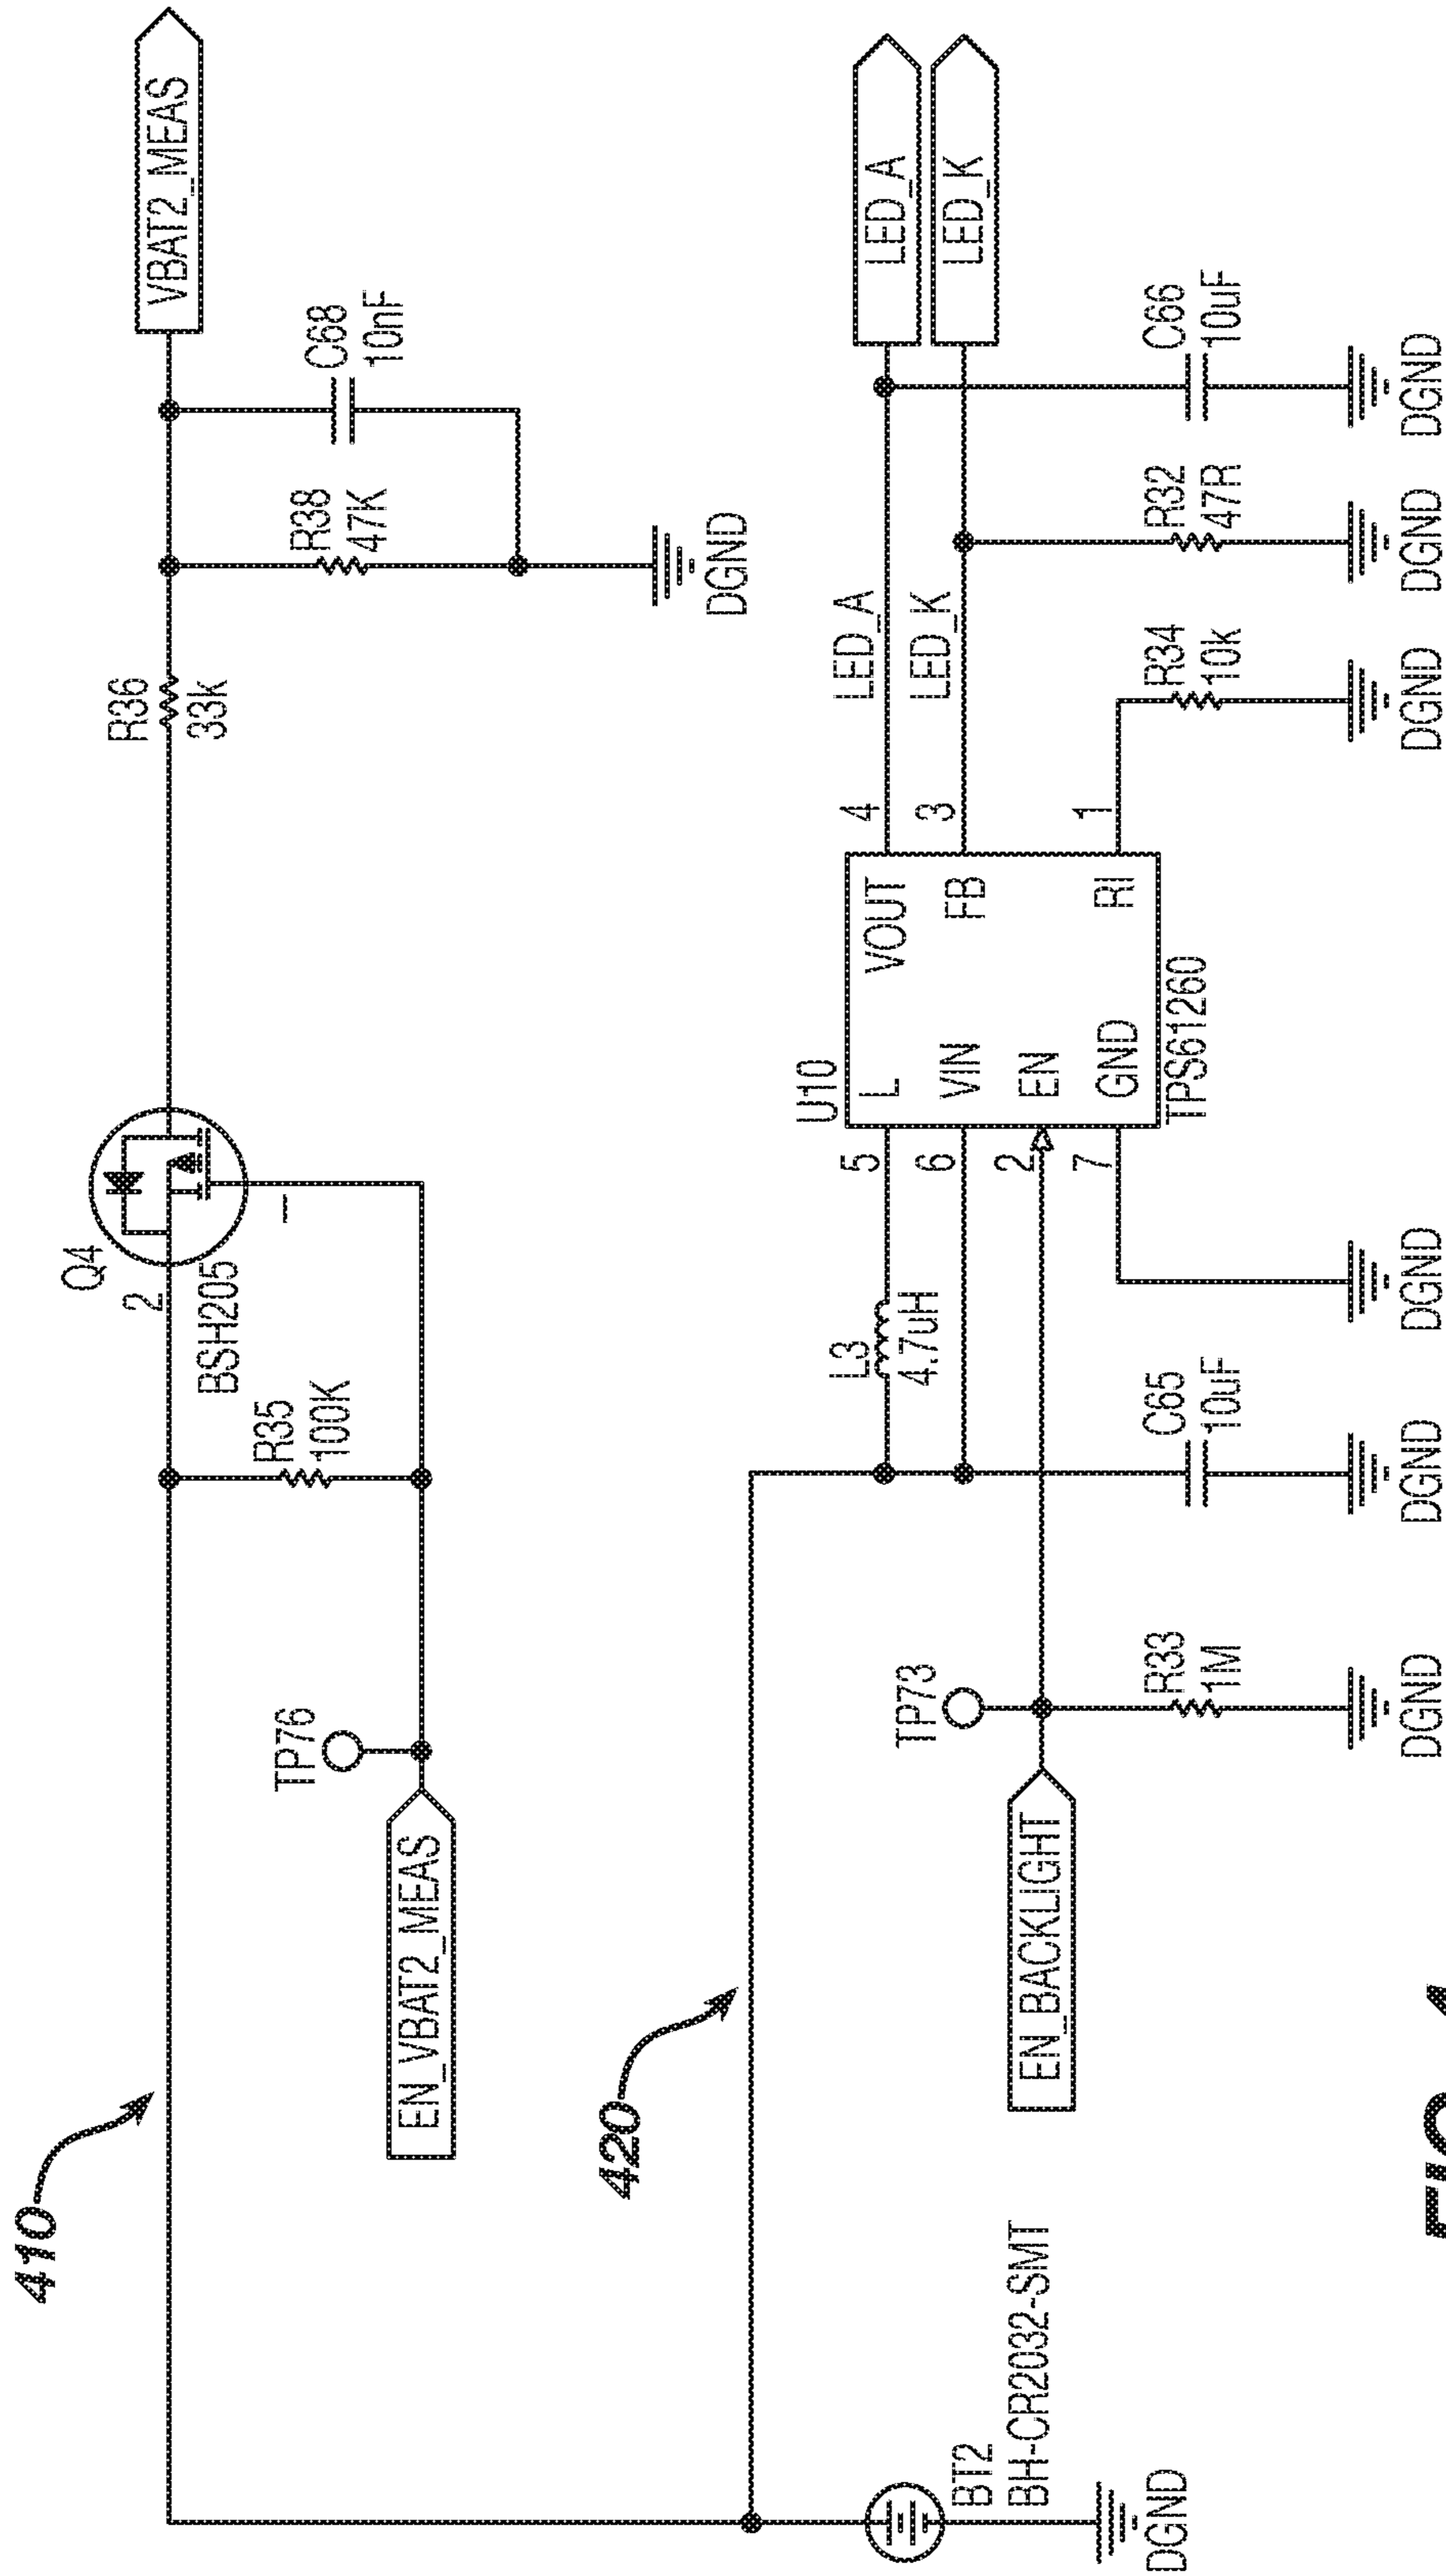 410
Q4
2
BSH205
R35
100K
R36
33k
VBAT2_MEAS
R38
47K
C68
10nF
DGND
TP76
EN_VBAT2_MEAS
420
BT2
BH-CR2032-SMT
DGND
L3
4.7uH
U10
5
L
VOUT
4
LED_A
LED_A
6
VIN
FB
3
LED_K
LED_K
2
EN
7
GND
RI
1
TPS61260
TP73
EN_BACKLIGHT
R33
1M
DGND
C65
10uF
DGND
DGND
R34
10k
DGND
R32
47R
DGND
C66
10uF
DGND